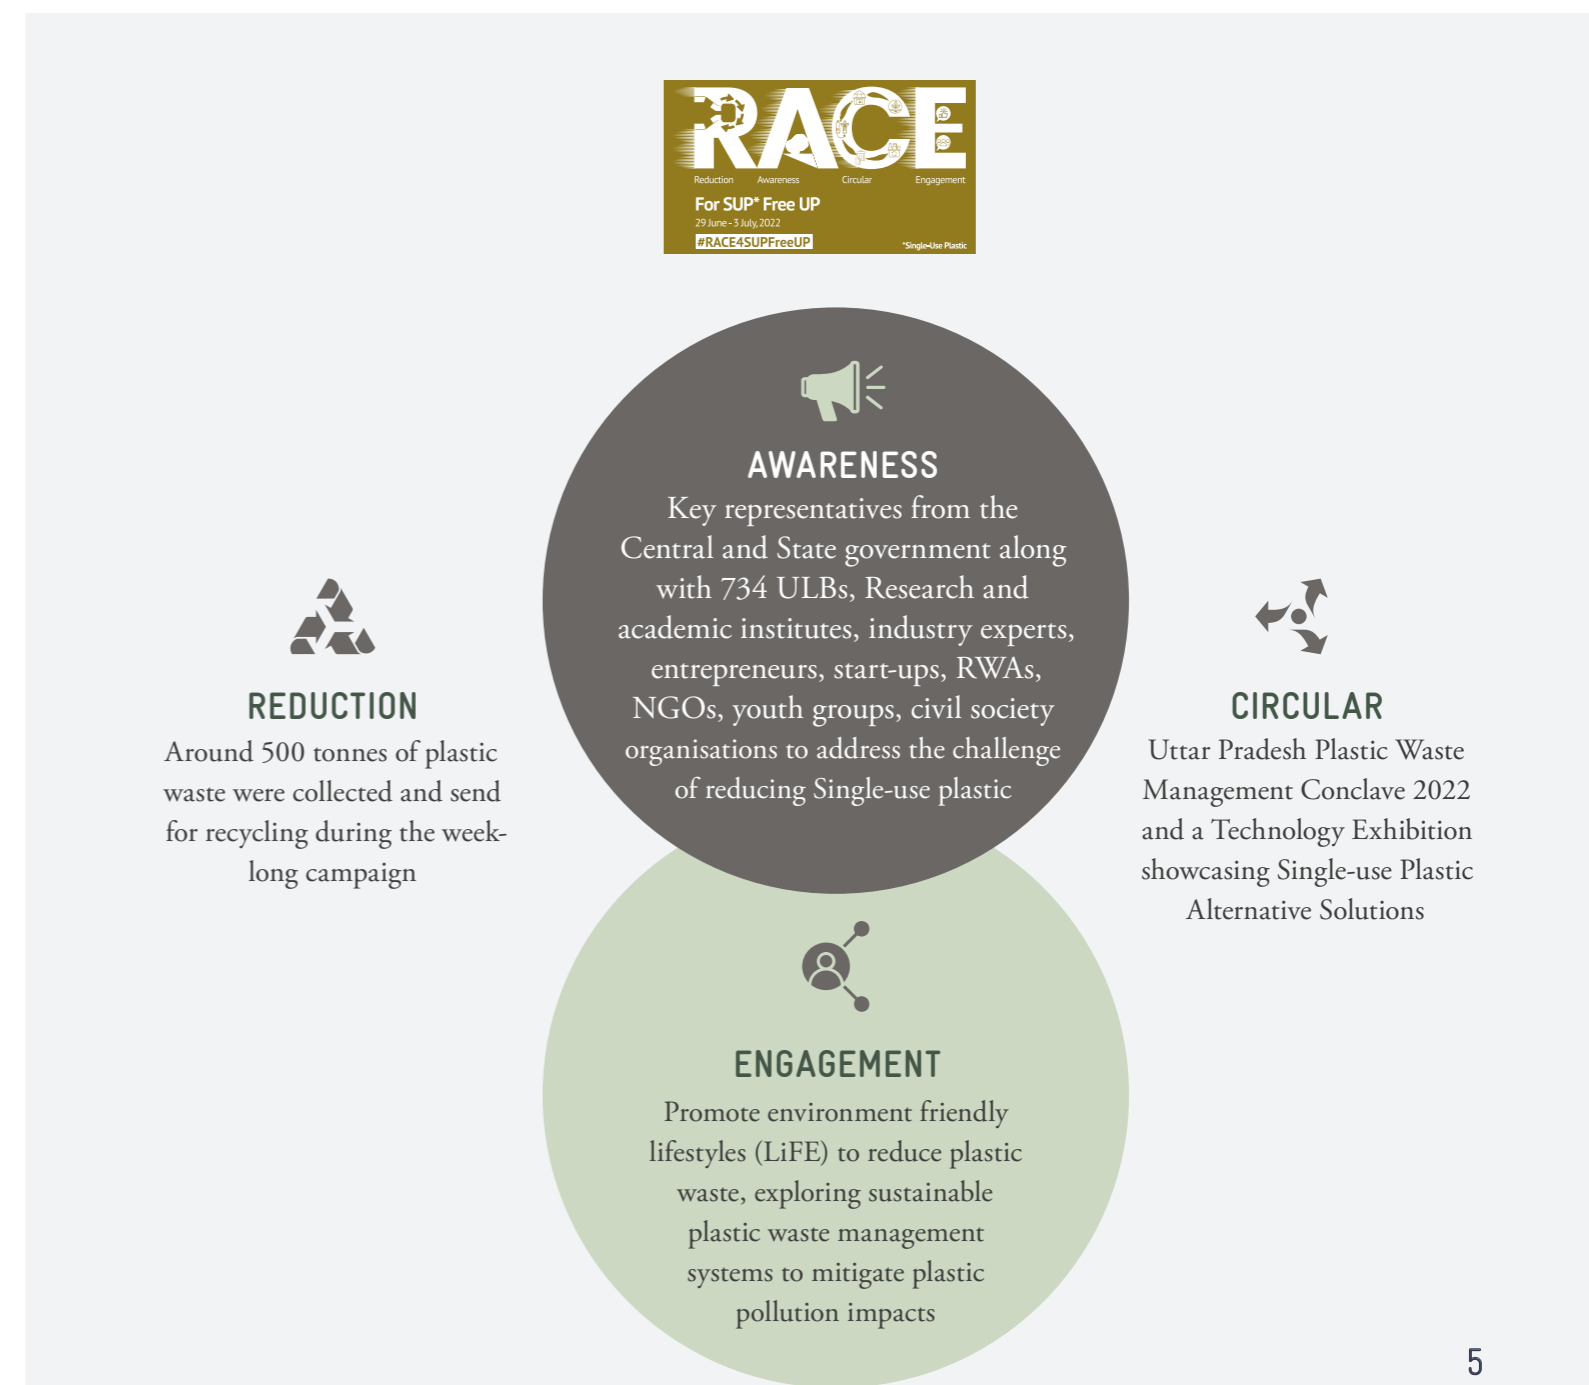 RACE
Reduction Awareness Circular Engagement
For SUP* Free UP
29 June - 3 July, 2022
#RACE4SUPFreeUP
*Single-Use Plastic
AWARENESS
Key representatives from the
Central and State government along
with 734 ULBs, Research and
academic institutes, industry experts,
entrepreneurs, start-ups, RWAs,
NGOs, youth groups, civil society
organisations to address the challenge
of reducing Single-use plastic
REDUCTION
Around 500 tonnes of plastic
waste were collected and send
for recycling during the week-
long campaign
CIRCULAR
Uttar Pradesh Plastic Waste
Management Conclave 2022
and a Technology Exhibition
showcasing Single-use Plastic
Alternative Solutions
ENGAGEMENT
Promote environment friendly
lifestyles (LiFE) to reduce plastic
waste, exploring sustainable
plastic waste management
systems to mitigate plastic
pollution impacts
5